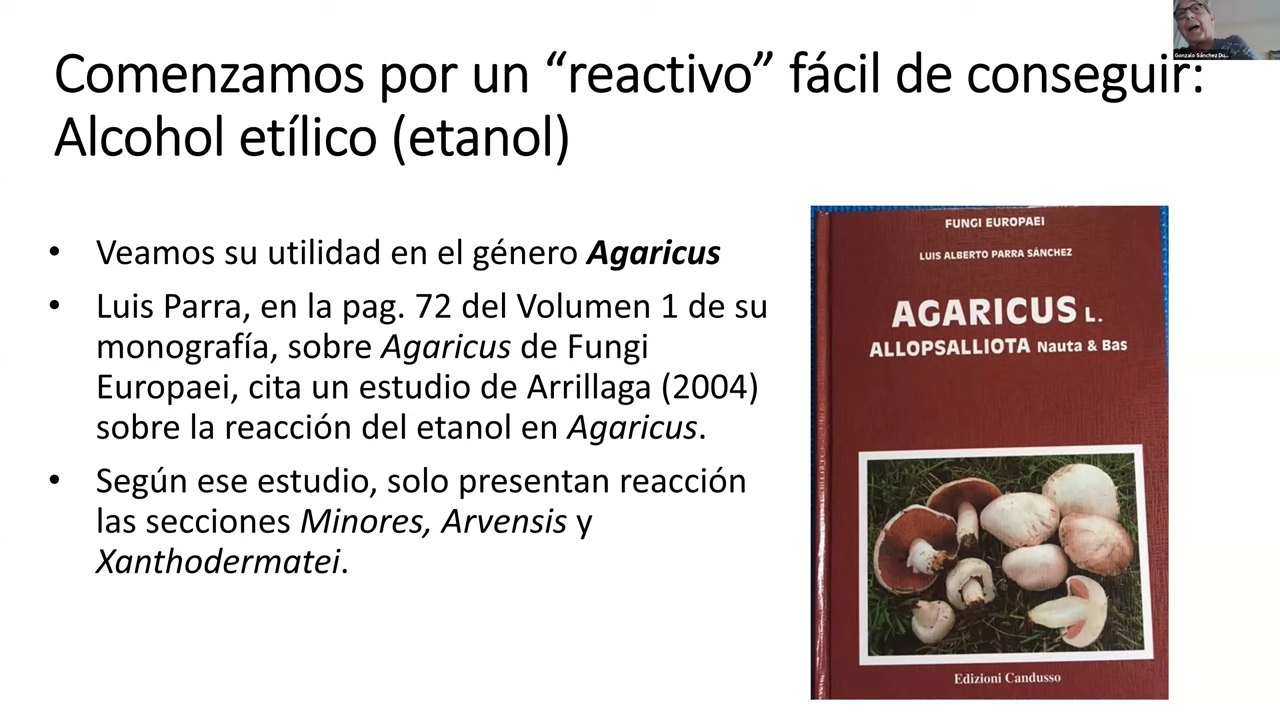 Comenzamos por un “reactivo” fácil de conseguir:
Alcohol etílico (etanol)
• Veamos su utilidad en el género Agaricus
• Luis Parra, en la pag. 72 del Volumen 1 de su
monografía, sobre Agaricus de Fungi
Europaei, cita un estudio de Arrillaga (2004)
sobre la reacción del etanol en Agaricus.
• Según ese estudio, solo presentan reacción
las secciones Minores, Arvensis y
Xanthodermatei.
FUNGI EUROPAEI
LUIS ALBERTO PARRA SÁNCHEZ
AGARICUS L.
ALLOPSALLIOTA Nauta & Bas
Edizioni Candusso
Gonzalo Sánchez Du...